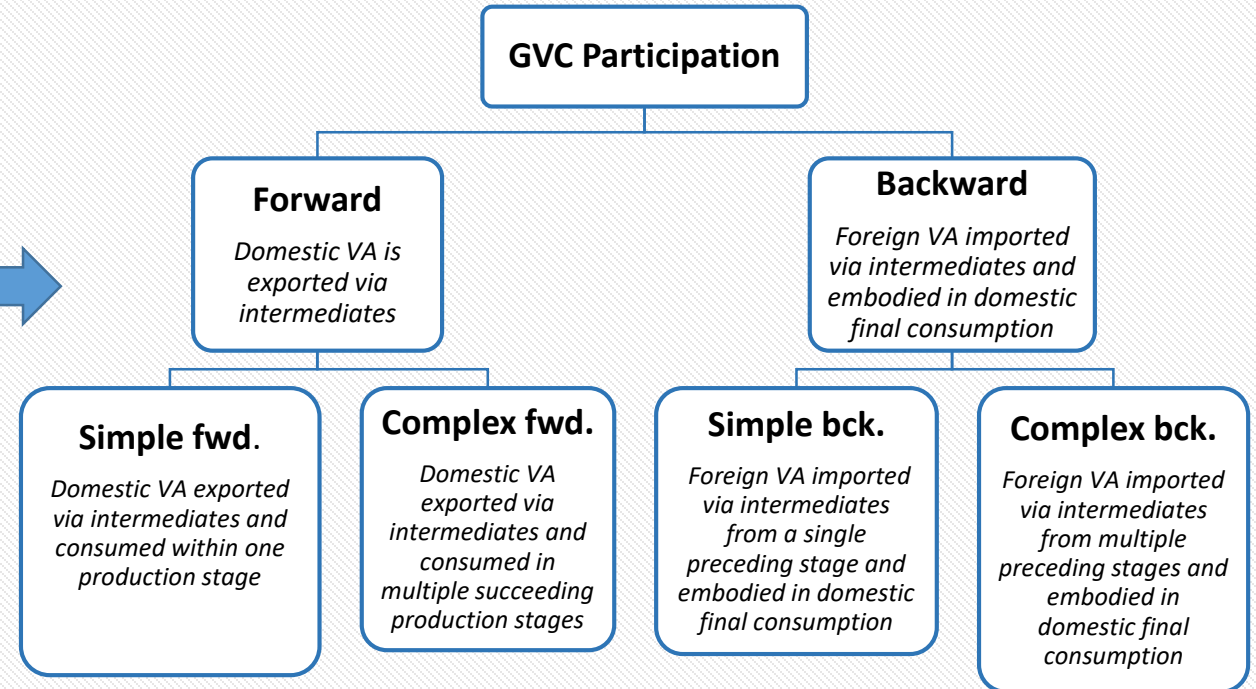 GVC Participation
Forward
Domestic VA is
exported via
intermediates
Backward
Foreign VA imported
via intermediates and
embodied in domestic
final consumption
Simple fwd.
Domestic VA exported
via intermediates and
consumed within one
production stage
Complex fwd.
Domestic VA
exported via
intermediates and
consumed in
multiple succeeding
production stages
Simple bck.
Foreign VA imported
via intermediates
from a single
preceding stage and
embodied in domestic
final consumption
Complex bck.
Foreign VA imported
via intermediates
from multiple
preceding stages and
embodied in
domestic final
consumption